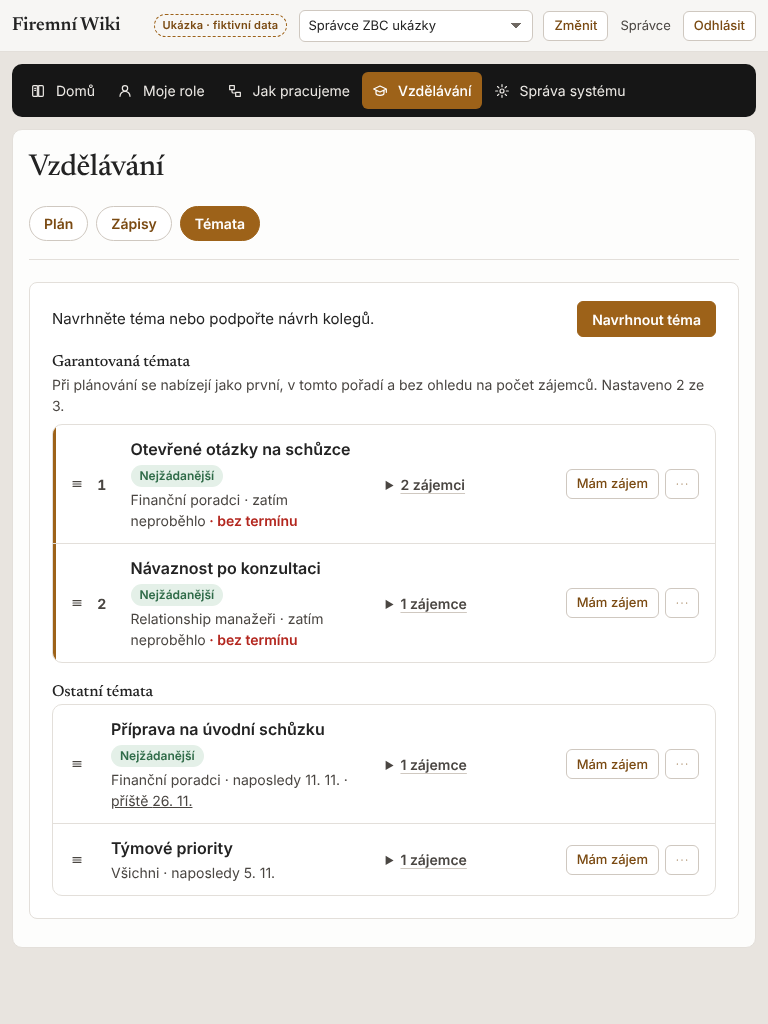 Firemní Wiki
Ukázka · fiktivní data
Správce ZBC ukázky
Změnit
Správce
Odhlásit
Domů
Moje role
Jak pracujeme
Vzdělávání
Správa systému
Vzdělávání
Plán
Zápisy
Témata
Navrhněte téma nebo podpořte návrh kolegů.
Navrhnout téma
Garantovaná témata
Při plánování se nabízejí jako první, v tomto pořadí a bez ohledu na počet zájemců. Nastaveno 2 ze
3.
1
Otevřené otázky na schůzce
Nejžádanější
Finanční poradci · zatím
neproběhlo · bez termínu
2 zájemci
Mám zájem
...
2
Návaznost po konzultaci
Nejžádanější
Relationship manažeři · zatím
neproběhlo · bez termínu
1 zájemce
Mám zájem
...
Ostatní témata
Příprava na úvodní schůzku
Nejžádanější
Finanční poradci · naposledy 11. 11. ·
příště 26. 11.
1 zájemce
Mám zájem
...
Týmové priority
Všichni · naposledy 5. 11.
1 zájemce
Mám zájem
...